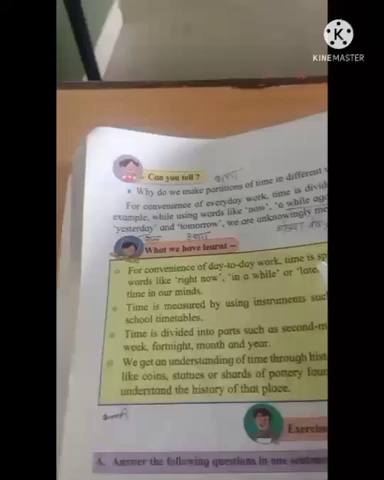 K
KINEMASTER
Can you tell ?
Why do we make partitions of time in different
For convenience of everyday work, time is divid
example, while using words like 'now', 'a while ago
'yesterday' and 'tomorrow', we are unknowingly me
What we have learnt –
For convenience of day-to-day work, time is sp
words like 'right now', 'in a while' or 'late
time in our minds.
Time is measured by using instruments suc
school timetables.
Time is divided into parts such as second-m
week, fortnight, month and year.
We get an understanding of time through hist
like coins, statues or shards of pottery foun
understand the history of that place.
Exercis
A. Answer the following questions in one sentenc